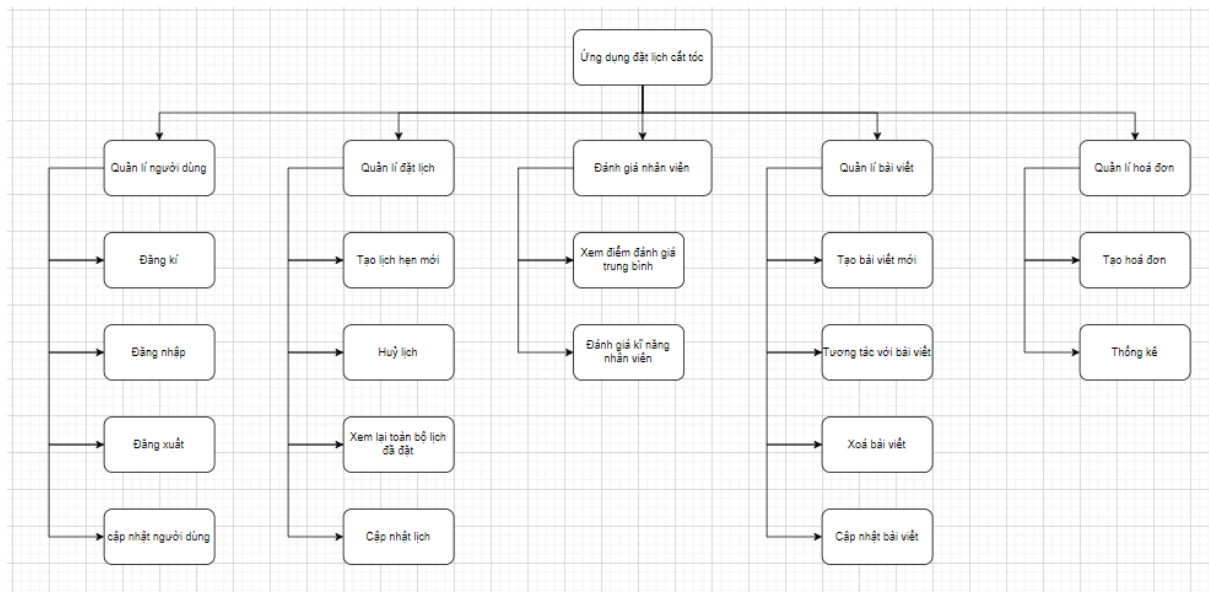 Ứng dụng đặt lịch cắt tóc
Quản lí người dùng
Quản lí đặt lịch
Đánh giá nhân viên
Quản lí bài viết
Quản lí hoá đơn
Đăng kí
Tạo lịch hẹn mới
Xem điểm đánh giá
trung bình
Tạo bài viết mới
Tạo hoá đơn
Đăng nhập
Huỷ lịch
Đánh giá kĩ năng
nhân viên
Tương tác với bài viết
Thống kê
Đăng xuất
Xem lại toàn bộ lịch
đã đặt
Xoá bài viết
cập nhật người dùng
Cập nhật lịch
Cập nhật bài viết